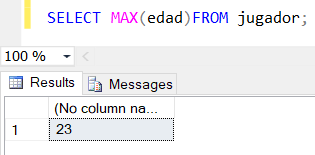 SELECT MAX(edad)FROM jugador;
100 %
Results Messages
(No column na...
1 23